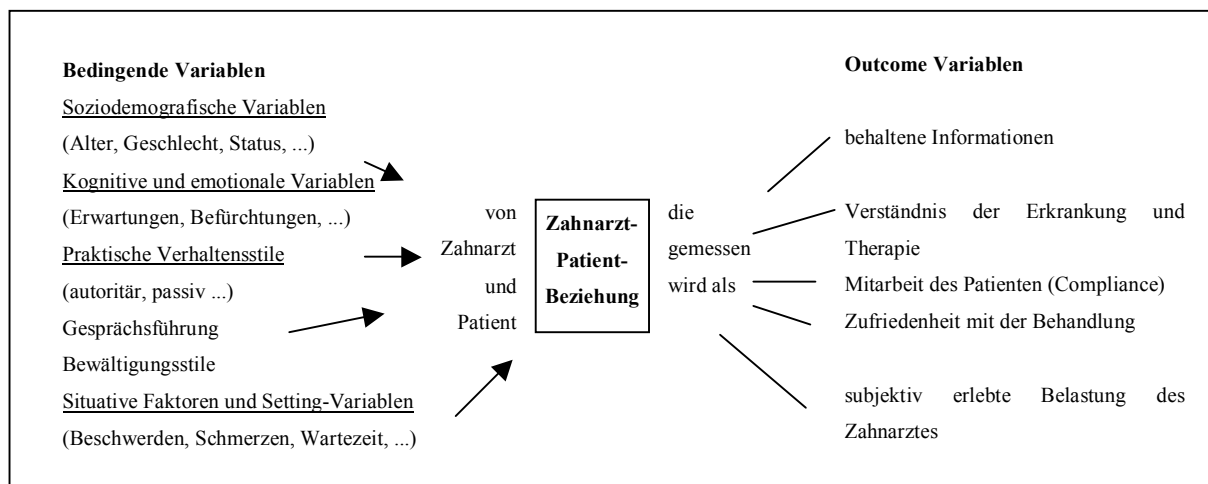 Bedingende Variablen
Soziodemografische Variablen
(Alter, Geschlecht, Status, ...)
Kognitive und emotionale Variablen
(Erwartungen, Befürchtungen, ...)
Praktische Verhaltensstile
(autoritär, passiv ...)
Gesprächsführung
Bewältigungsstile
Situative Faktoren und Setting-Variablen
(Beschwerden, Schmerzen, Wartezeit, ...)
von
Zahnarzt
und
Patient
Zahnarzt-
Patient-
Beziehung
die
gemessen
wird als
Outcome Variablen
behaltene Informationen
Verständnis der Erkrankung und
Therapie
Mitarbeit des Patienten (Compliance)
Zufriedenheit mit der Behandlung
subjektiv erlebte Belastung des
Zahnarztes